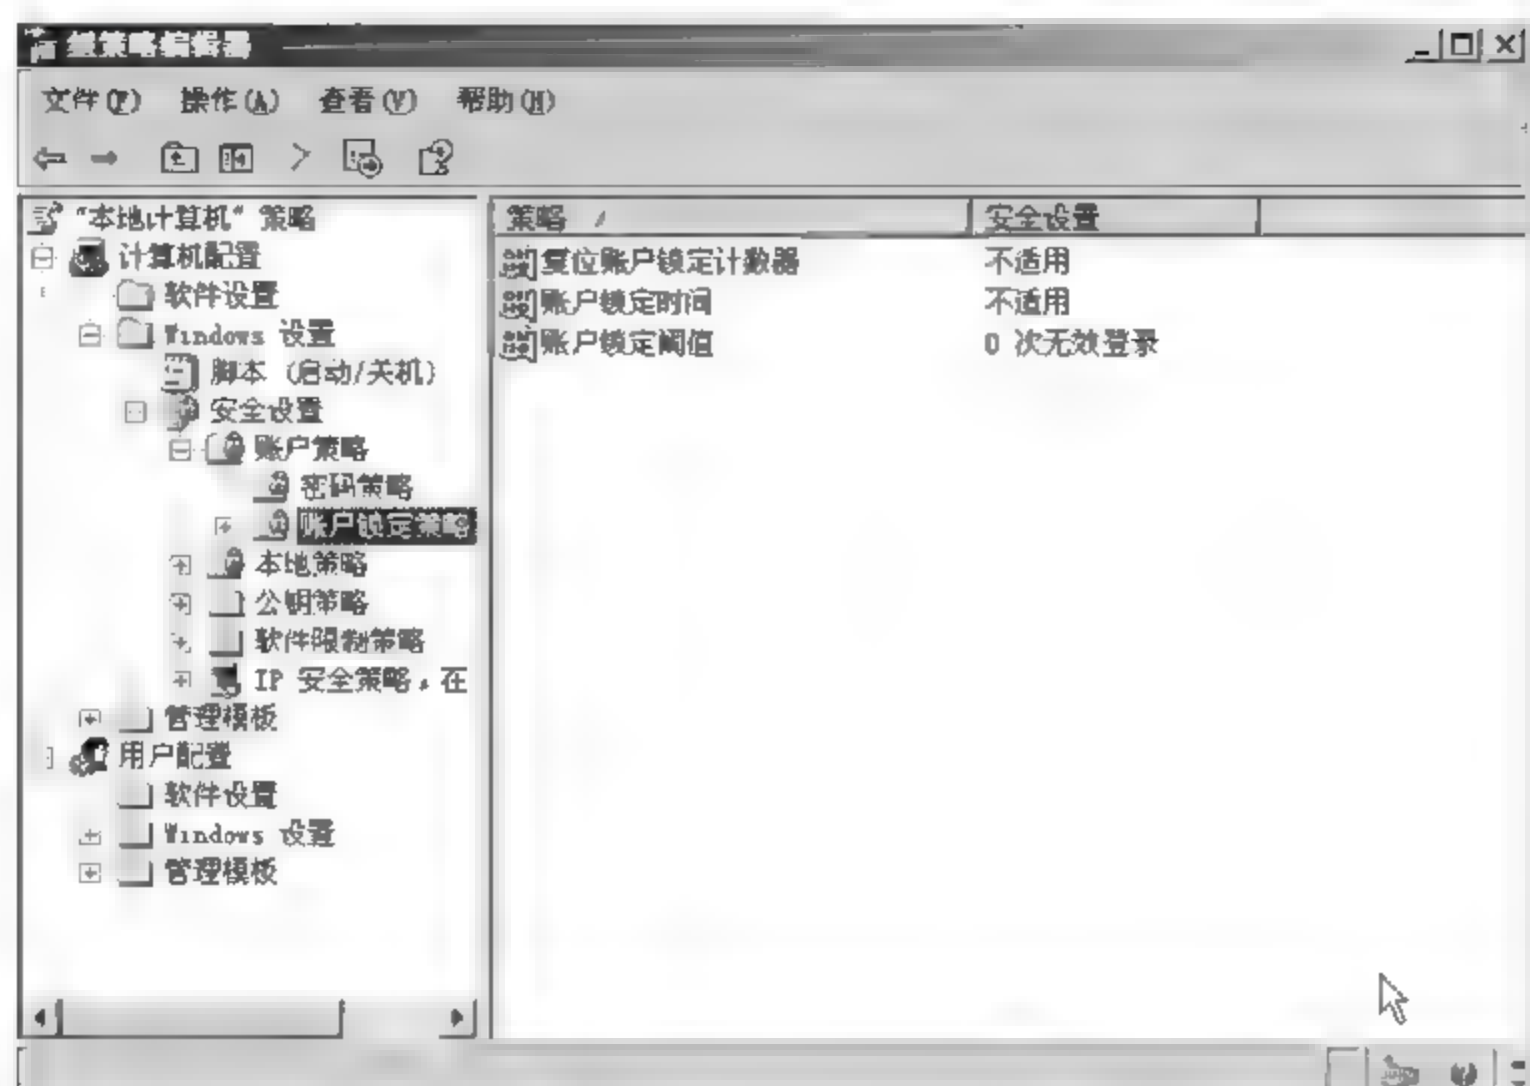 组策略编辑器
文件(F) 操作(A) 查看(V) 帮助(H)
“本地计算机” 策略
计算机配置
软件设置
Windows 设置
脚本 (启动/关机)
安全设置
账户策略
密码策略
账户锁定策略
本地策略
公钥策略
软件限制策略
IP 安全策略，在
管理模板
用户配置
软件设置
Windows 设置
管理模板
策略 安全设置
复位账户锁定计数器 不适用
账户锁定时间 不适用
账户锁定阈值 0 次无效登录